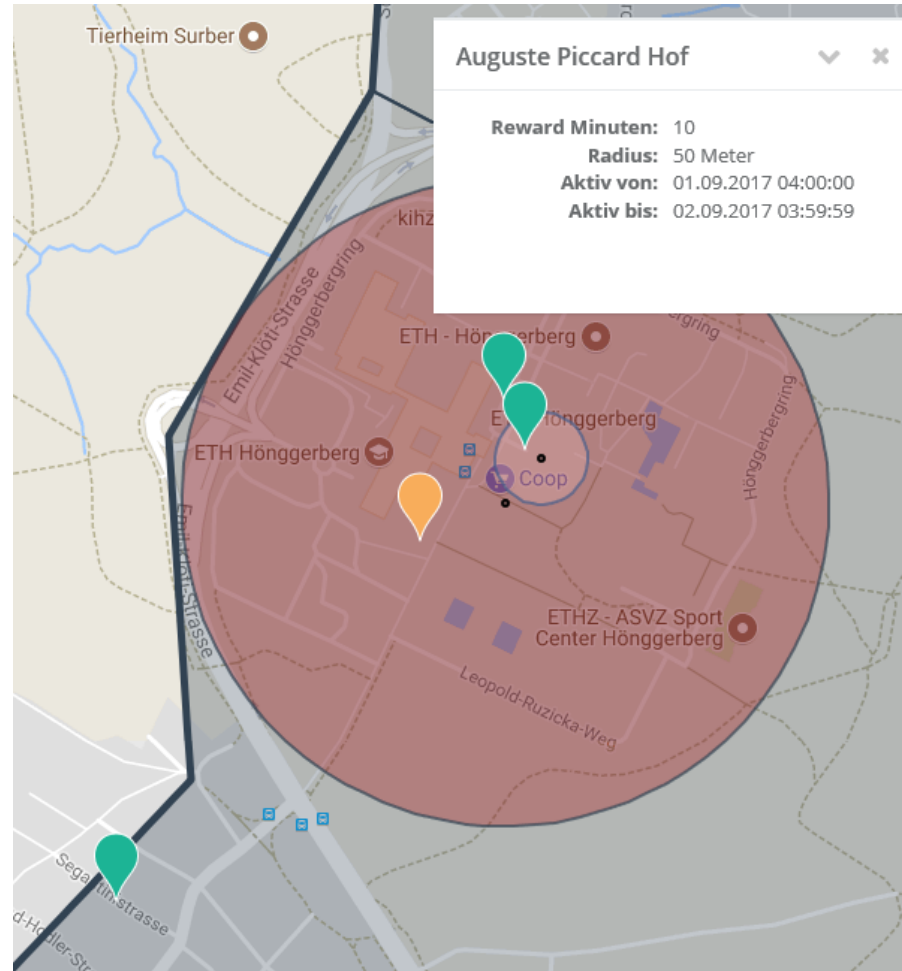 Tierheim Surber
Auguste Piccard Hof
Reward Minuten: 10
Radius: 50 Meter
Aktiv von: 01.09.2017 04:00:00
Aktiv bis: 02.09.2017 03:59:59
kihz
Emil-Klöti-Strasse
Hönggerbergring
ETH - Hönggerberg
Hönggerberg
ETH Hönggerberg
Coop
Hönggerbergring
Emil-Klöti-Strasse
ETHZ - ASVZ Sport
Center Hönggerberg
Leopold-Ruzicka-Weg
Segantinistrasse